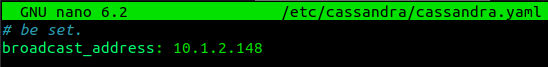 GNU nano 6.2 /etc/cassandra/cassandra.yaml
# be set.
broadcast_address: 10.1.2.148